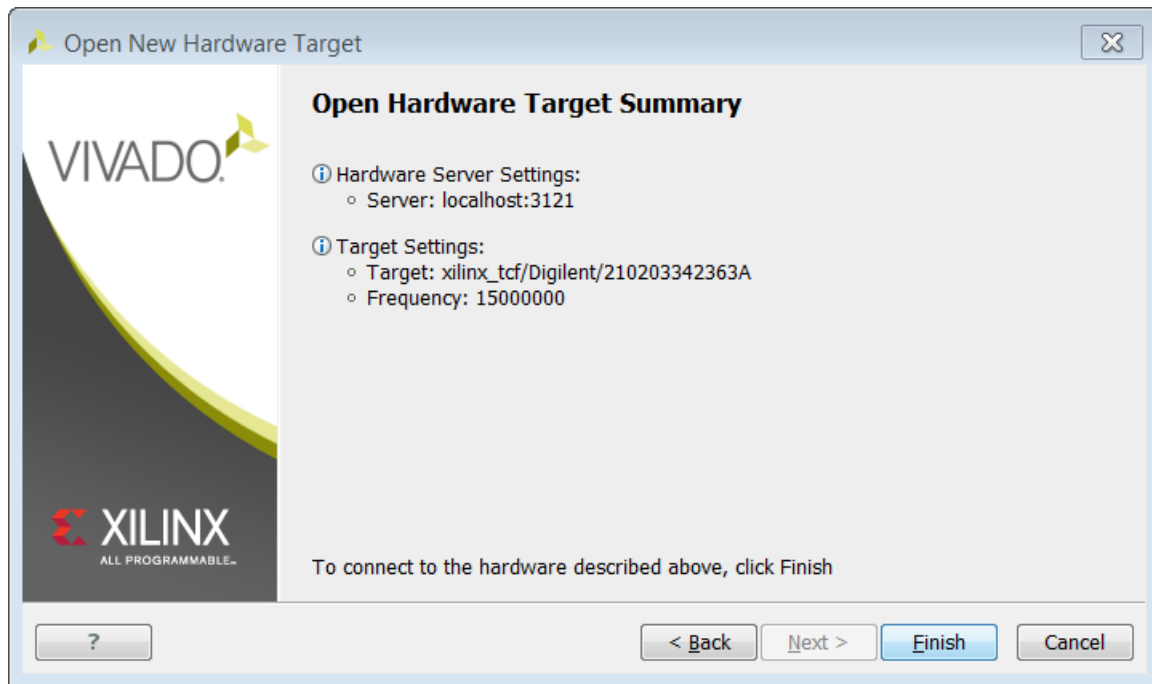 Open New Hardware Target
VIVADO.
Open Hardware Target Summary
Hardware Server Settings:
Server: localhost:3121
Target Settings:
Target: xilinx_tcf/Digilent/210203342363A
Frequency: 15000000
XILINX
ALL PROGRAMMABLE™
To connect to the hardware described above, click Finish
? < Back Next > Finish Cancel